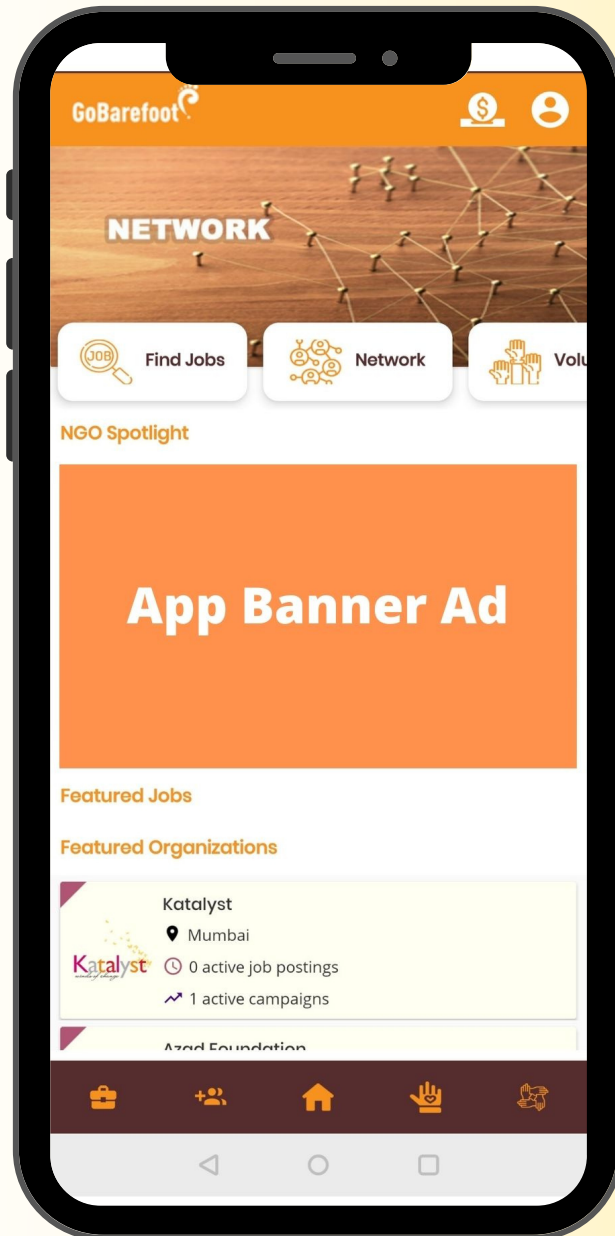 GoBarefoot
$
NETWORK
JOB
Find Jobs
Network
Volu
NGO Spotlight
App Banner Ad
Featured Jobs
Featured Organizations
Katalyst
Mumbai
Katalyst
0 active job postings
1 active campaigns
Azad Foundation